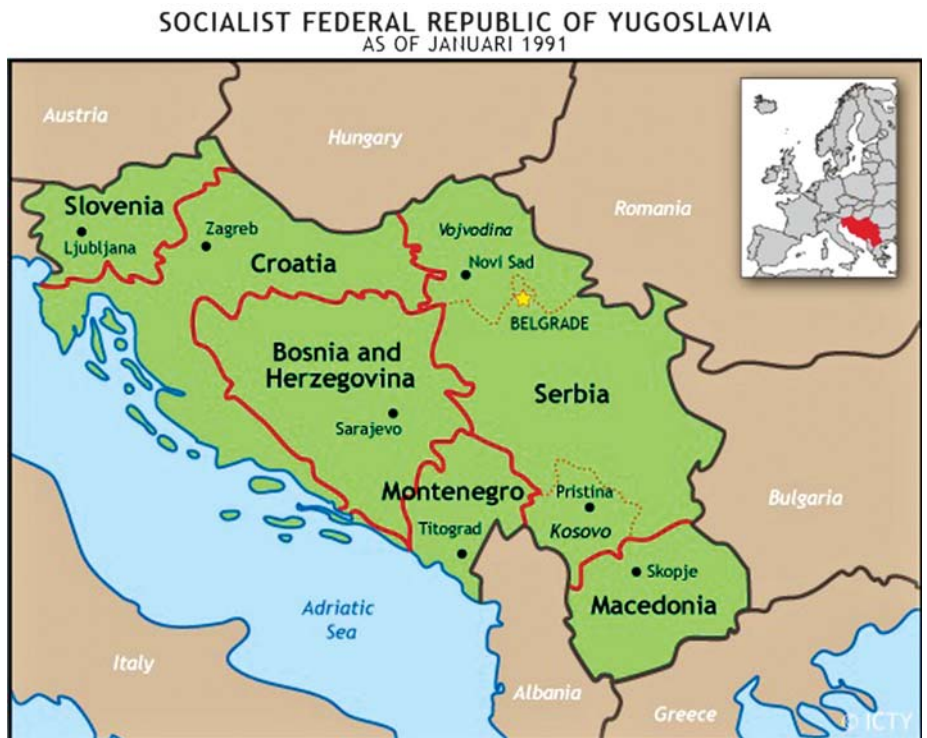 SOCIALIST FEDERAL REPUBLIC OF YUGOSLAVIA
AS OF JANUARI 1991
Austria
Hungary
Romania
Slovenia
Ljubljana
Zagreb
Croatia
Vojvodina
Novi Sad
BELGRADE
Bosnia and
Herzegovina
Sarajevo
Serbia
Montenegro
Titograd
Pristina
Kosovo
Bulgaria
Skopje
Macedonia
Adriatic
Sea
Italy
Albania
Greece
© ICTY